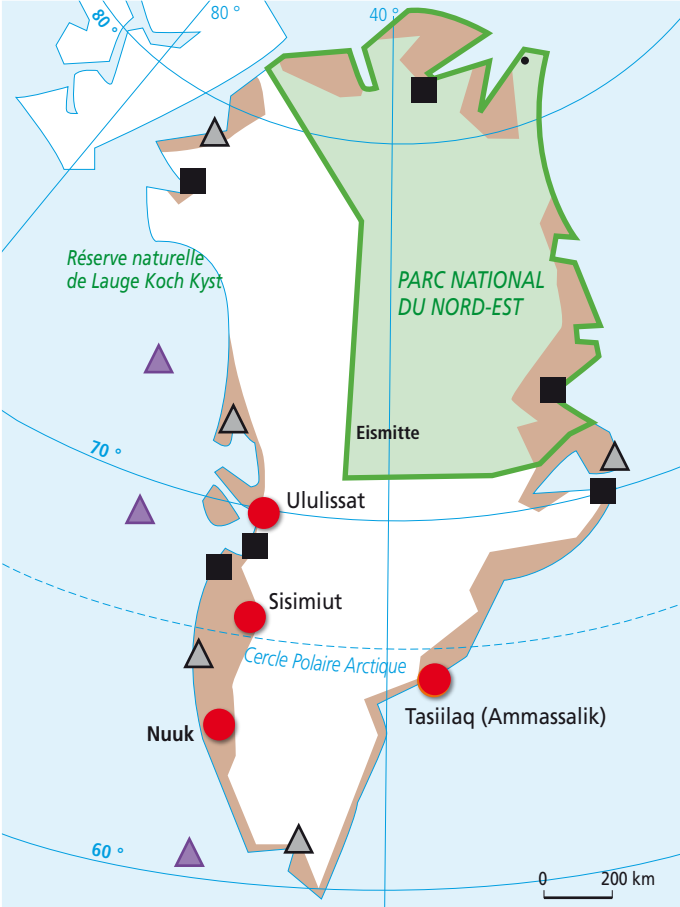 80 °
80 °
40 °
Réserve naturelle
de Lauge Koch Kyst
PARC NATIONAL
DU NORD-EST
Eismitte
70 °
Ululissat
Sisimiut
Cercle Polaire Arctique
Tasiilaq (Ammassalik)
Nuuk
60 °
0 200 km